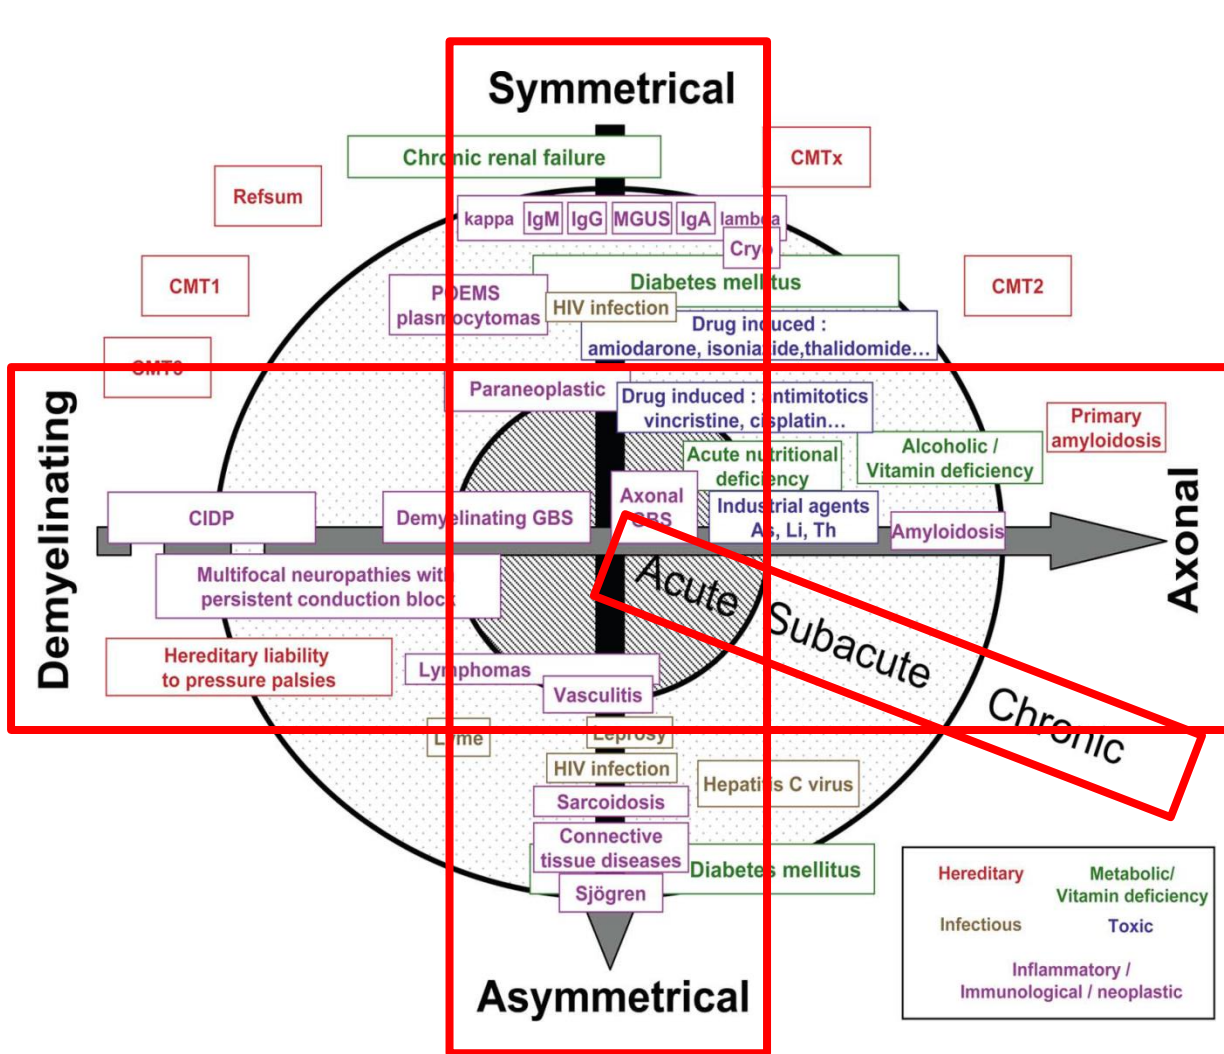 Symmetrical
Chronic renal failure
CMTx
Refsum
kappa IgM IgG MGUS IgA lambda
Cryo
CMT1
Diabetes mellitus
CMT2
POEMS
plasmocytomas
HIV infection
Drug induced :
amiodarone, isoniazide,thalidomide…
CMT3
Paraneoplastic
Drug induced : antimitotics
vincristine, cisplatin…
Primary
amyloidosis
Demyelinating
Acute nutritional
deficiency
Alcoholic /
Vitamin deficiency
Axonal
CIDP
Demyelinating GBS
Axonal
GBS
Industrial agents
As, Li, Th
Amyloidosis
Multifocal neuropathies with
persistent conduction block
Acute
Subacute
Chronic
Hereditary liability
to pressure palsies
Lymphomas
Vasculitis
Lyme
Leprosy
HIV infection
Hepatitis C virus
Sarcoidosis
Connective
tissue diseases
Diabetes mellitus
Sjögren
Asymmetrical
Hereditary
Metabolic/
Vitamin deficiency
Infectious
Toxic
Inflammatory /
Immunological / neoplastic